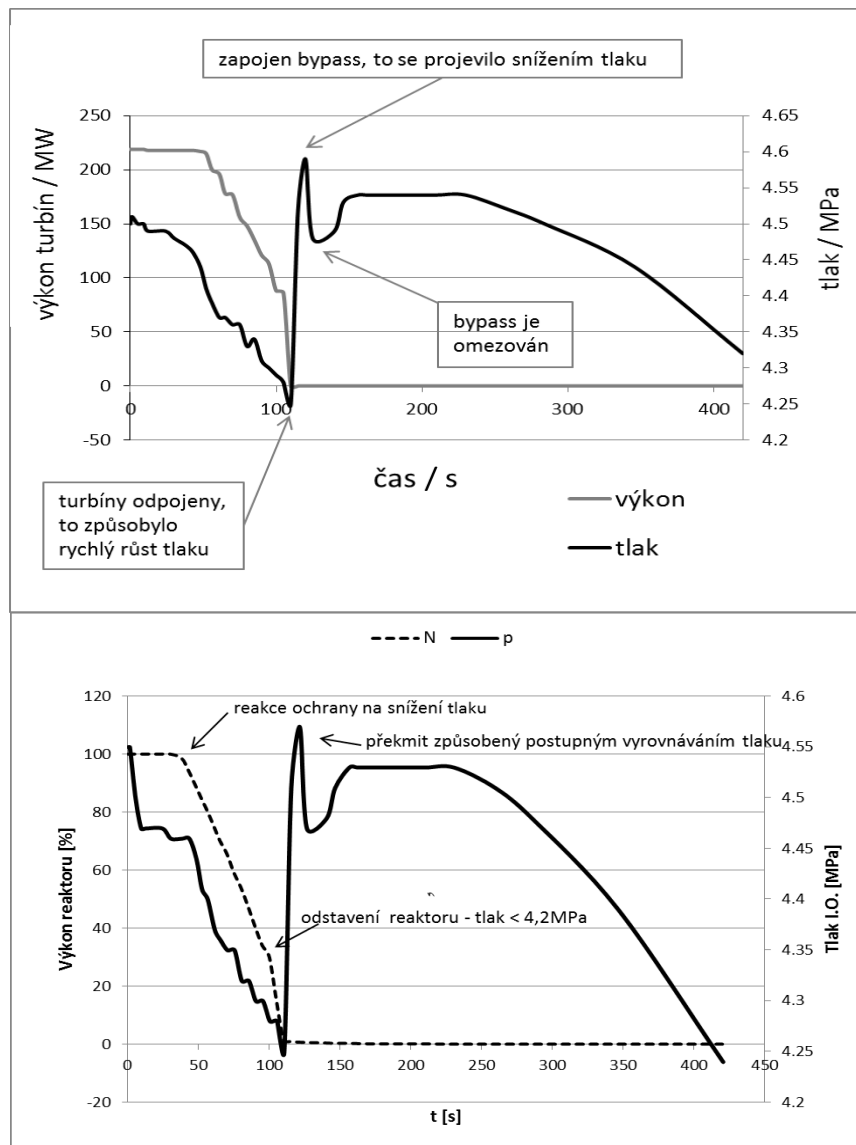 zapojen bypass, to se projevilo snížením tlaku
250
200
150
100
50
0
-50
4.65
4.6
4.55
4.5
4.45
4.4
4.35
4.3
4.25
4.2
výkon turbín / MW
tlak / MPa
bypass je
omezován
0
100
200
300
400
čas / s
turbíny odpojeny,
to způsobylo
rychlý růst tlaku
výkon
tlak
N
p
120
100
80
60
40
20
0
-20
4.6
4.55
4.5
4.45
4.4
4.35
4.3
4.25
4.2
reakce ochrany na snížení tlaku
překmit způsobený postupným vyrovnáváním tlaku
odstavení reaktoru - tlak < 4,2MPa
Výkon reaktoru [%]
Tlak I.O. [MPa]
0
50
100
150
200
250
300
350
400
450
t [s]